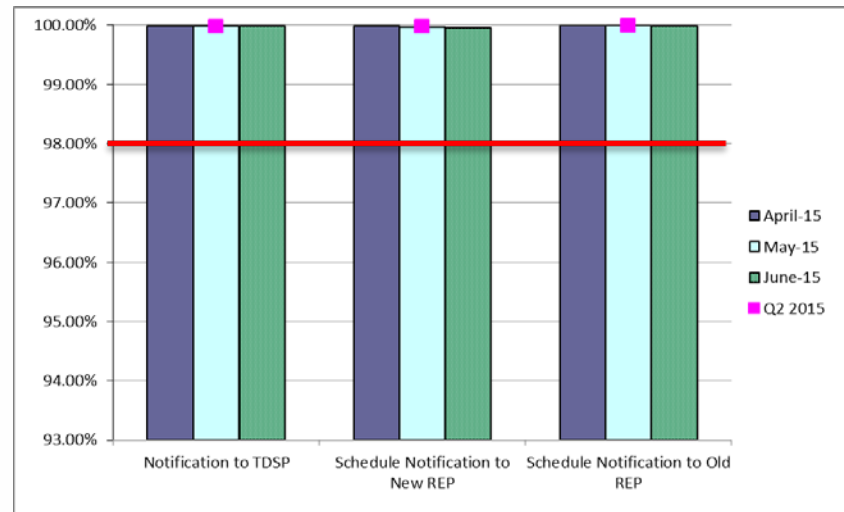 100.00%
99.00%
98.00%
97.00%
96.00%
95.00%
94.00%
93.00%
Notification to TDSP
Schedule Notification to
New REP
Schedule Notification to Old
REP
April-15
May-15
June-15
Q2 2015